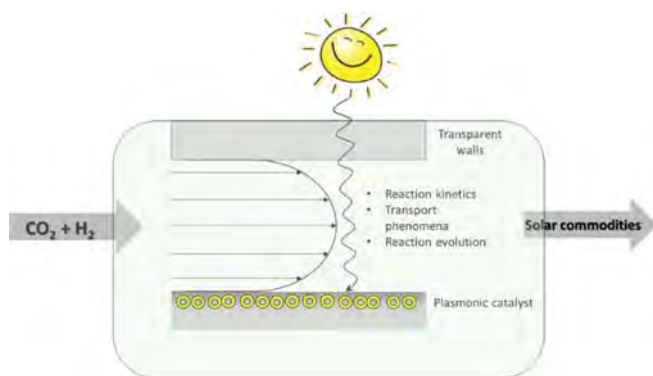 Transparent
walls
• Reaction kinetics
• Transport
phenomena
• Reaction evolution
CO₂ + H₂
Solar commodities
Plasmonic catalyst